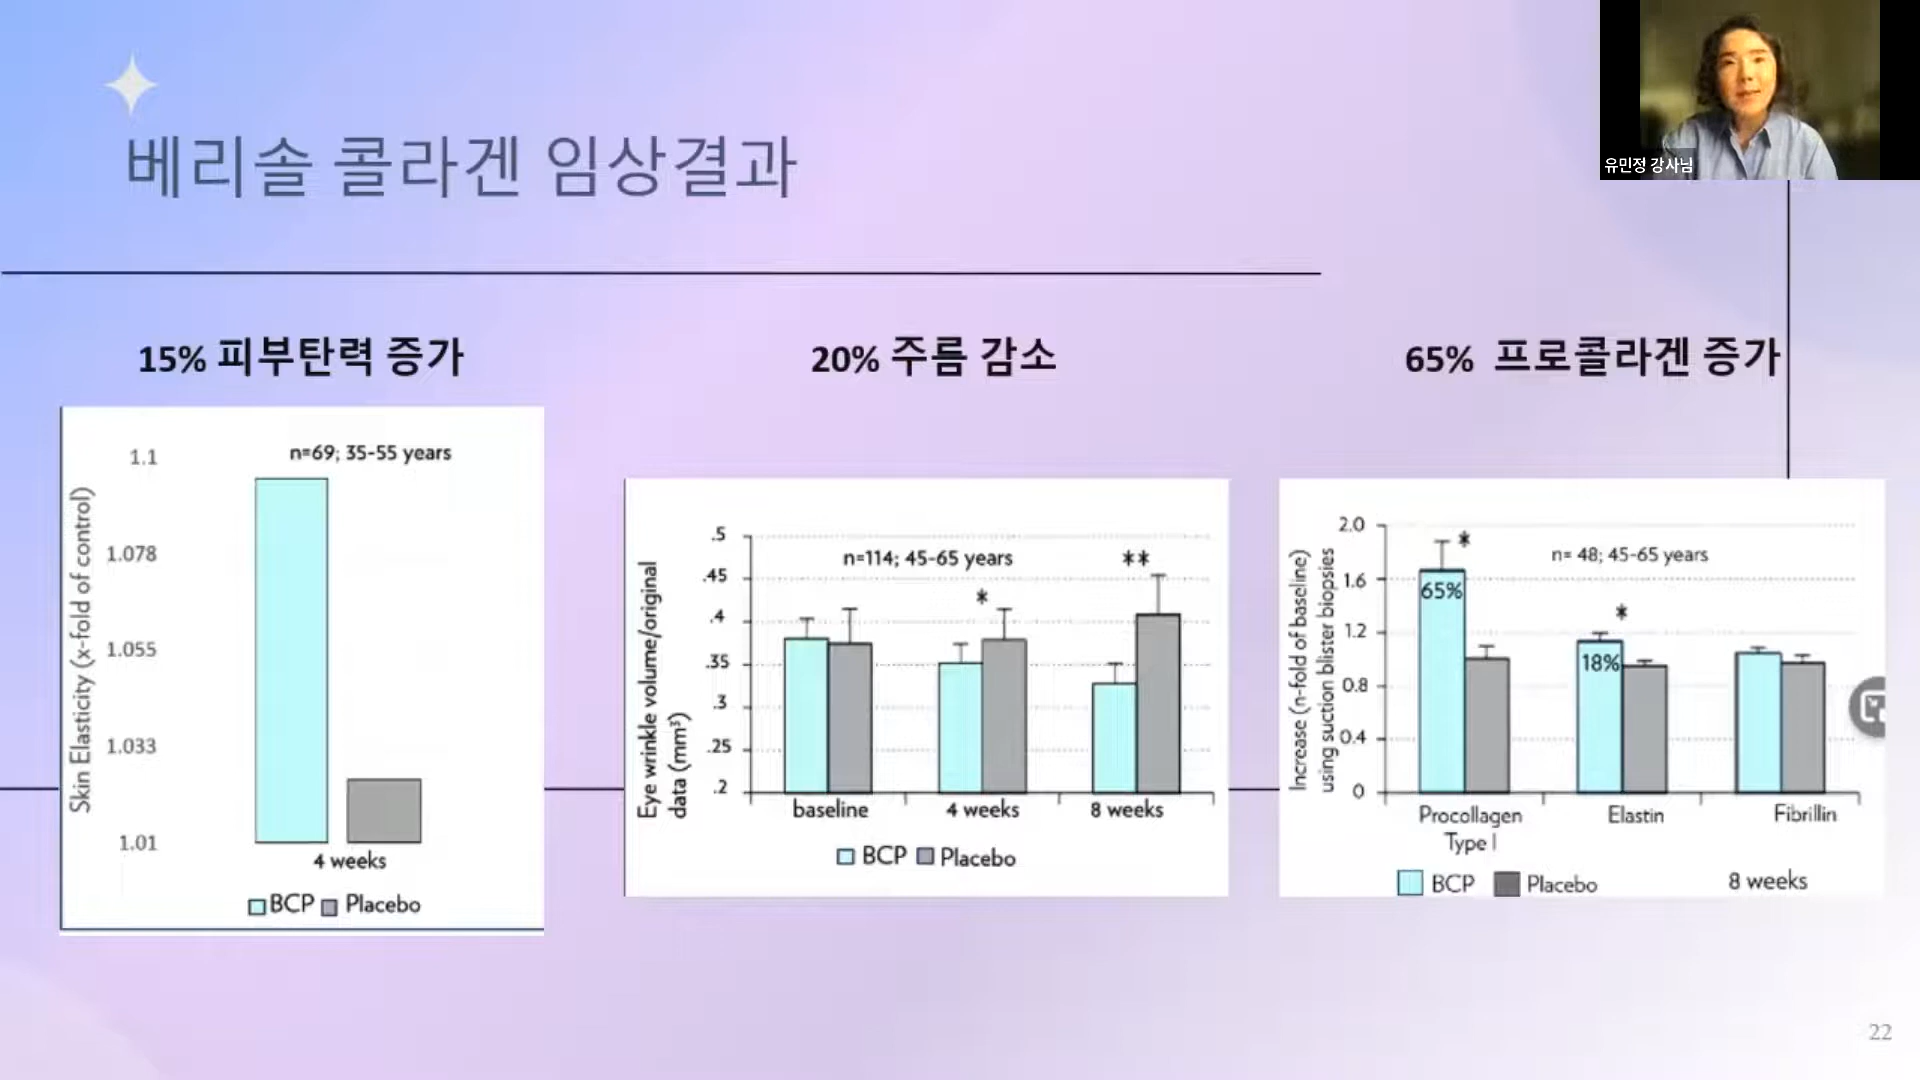 유민정 강사님
베리솔 콜라겐 임상결과
15% 피부탄력 증가
n=69; 35-55 years
Skin Elasticity (x-fold of control)
1.1
1.078
1.055
1.033
1.01
4 weeks
BCP Placebo
20% 주름 감소
n=114; 45-65 years
Eye wrinkle volume/original
data (mm³)
.5
.45
.4
.35
.3
.25
.2
*
**
baseline 4 weeks 8 weeks
BCP Placebo
65% 프로콜라겐 증가
n= 48; 45-65 years
Increase (n-fold of baseline)
using suction blister biopsies
2.0
1.6
1.2
0.8
0.4
0
*
65%
*
18%
Procollagen
Type I
Elastin
Fibrillin
BCP Placebo
8 weeks
22